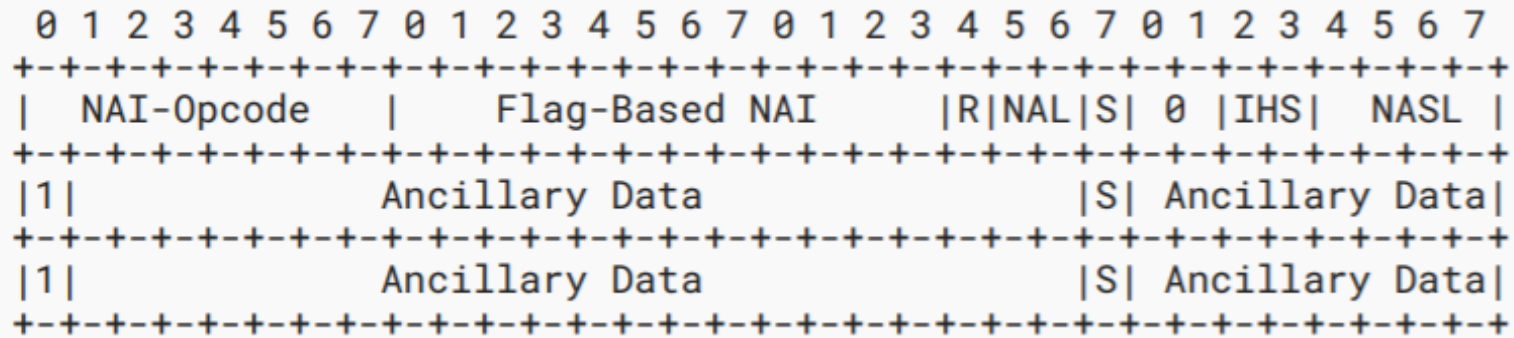 0 1 2 3 4 5 6 7 0 1 2 3 4 5 6 7 0 1 2 3 4 5 6 7 0 1 2 3 4 5 6 7
+-+-+-+-+-+-+-+-+-+-+-+-+-+-+-+-+-+-+-+-+-+-+-+-+-+-+-+-+-+-+-+-+
|  NAI-Opcode   |    Flag-Based NAI     |R|NAL|S| 0 |IHS|  NASL |
+-+-+-+-+-+-+-+-+-+-+-+-+-+-+-+-+-+-+-+-+-+-+-+-+-+-+-+-+-+-+-+-+
|1|             Ancillary Data                |S| Ancillary Data|
+-+-+-+-+-+-+-+-+-+-+-+-+-+-+-+-+-+-+-+-+-+-+-+-+-+-+-+-+-+-+-+-+
|1|             Ancillary Data                |S| Ancillary Data|
+-+-+-+-+-+-+-+-+-+-+-+-+-+-+-+-+-+-+-+-+-+-+-+-+-+-+-+-+-+-+-+-+